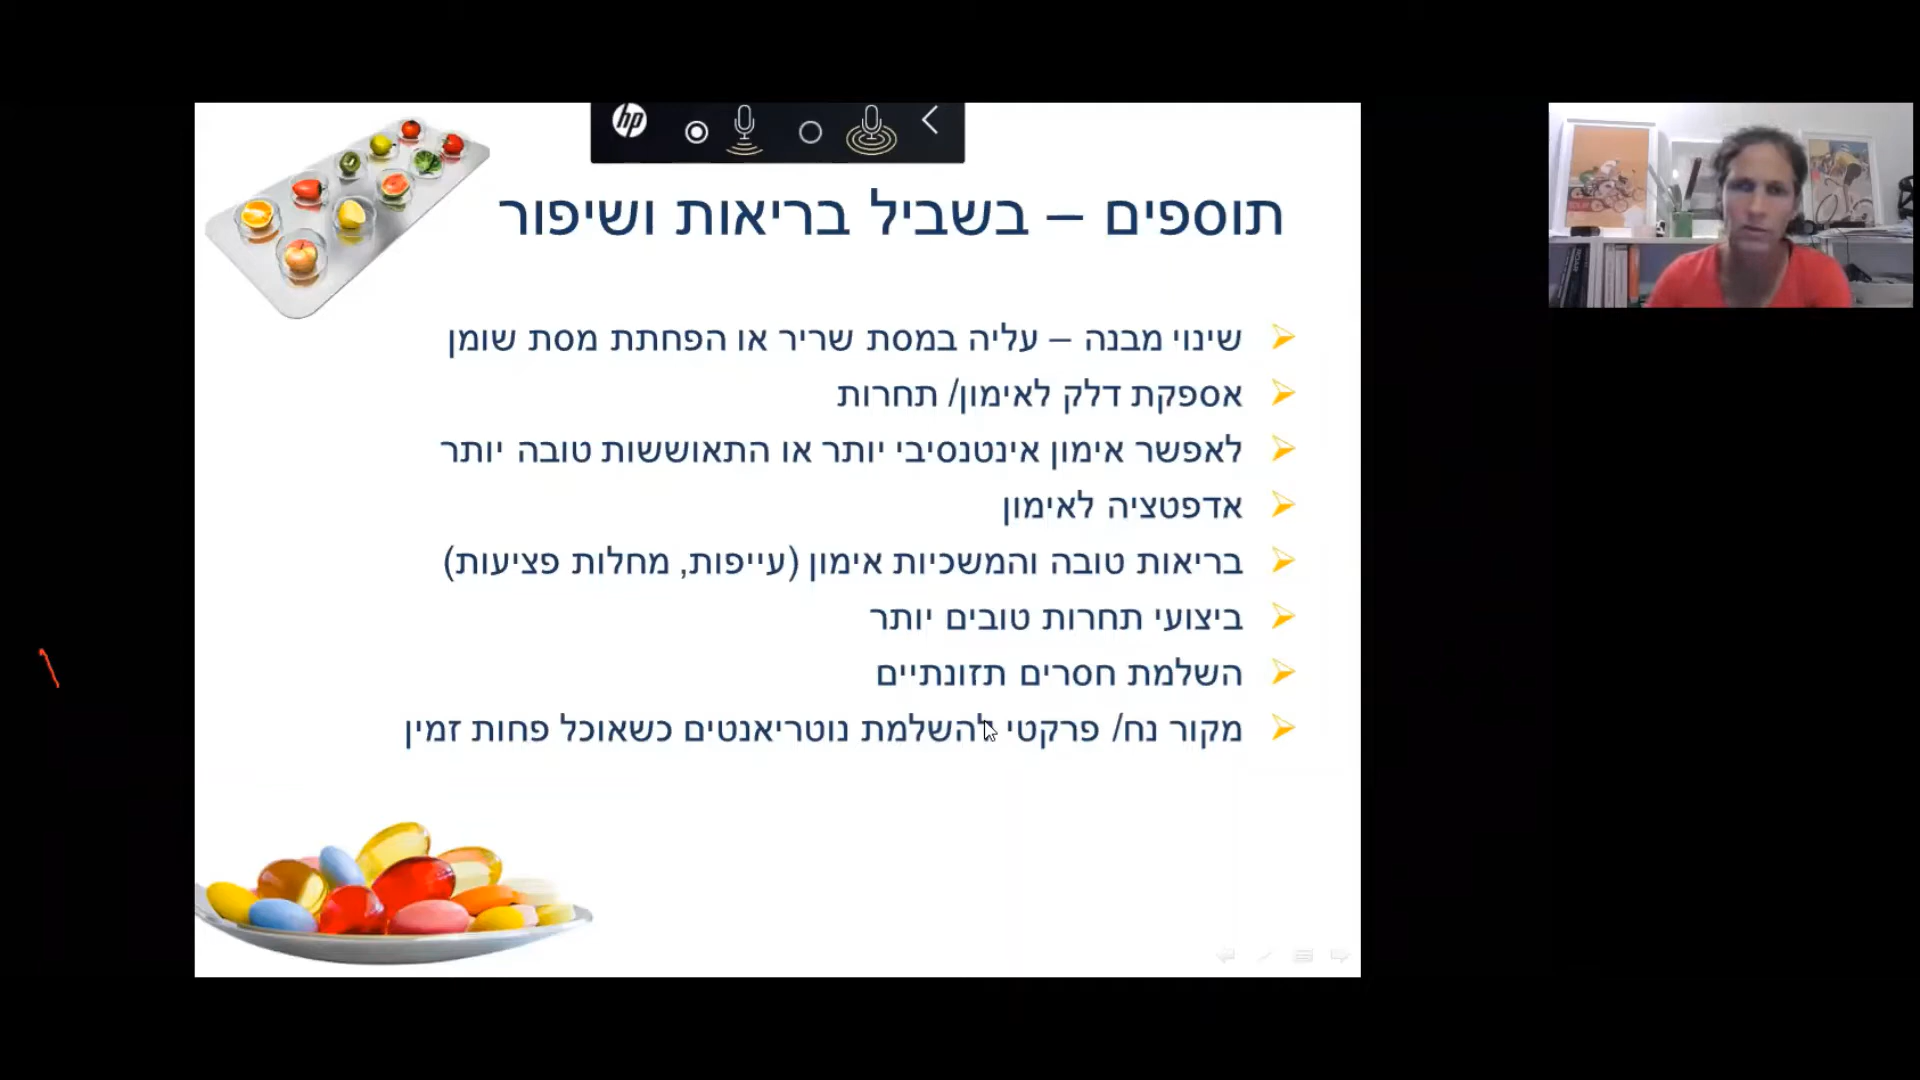 hp
תוספים – בשביל בריאות ושיפור
שינוי מבנה – עליה במסת שריר או הפחתת מסת שומן
אספקת דלק לאימון/ תחרות
לאפשר אימון אינטנסיבי יותר או התאוששות טובה יותר
אדפטציה לאימון
בריאות טובה והמשכיות אימון (עייפות, מחלות פציעות)
ביצועי תחרות טובים יותר
השלמת חסרים תזונתיים
מקור נח/ פרקטי להשלמת נוטריאנטים כשאוכל פחות זמין